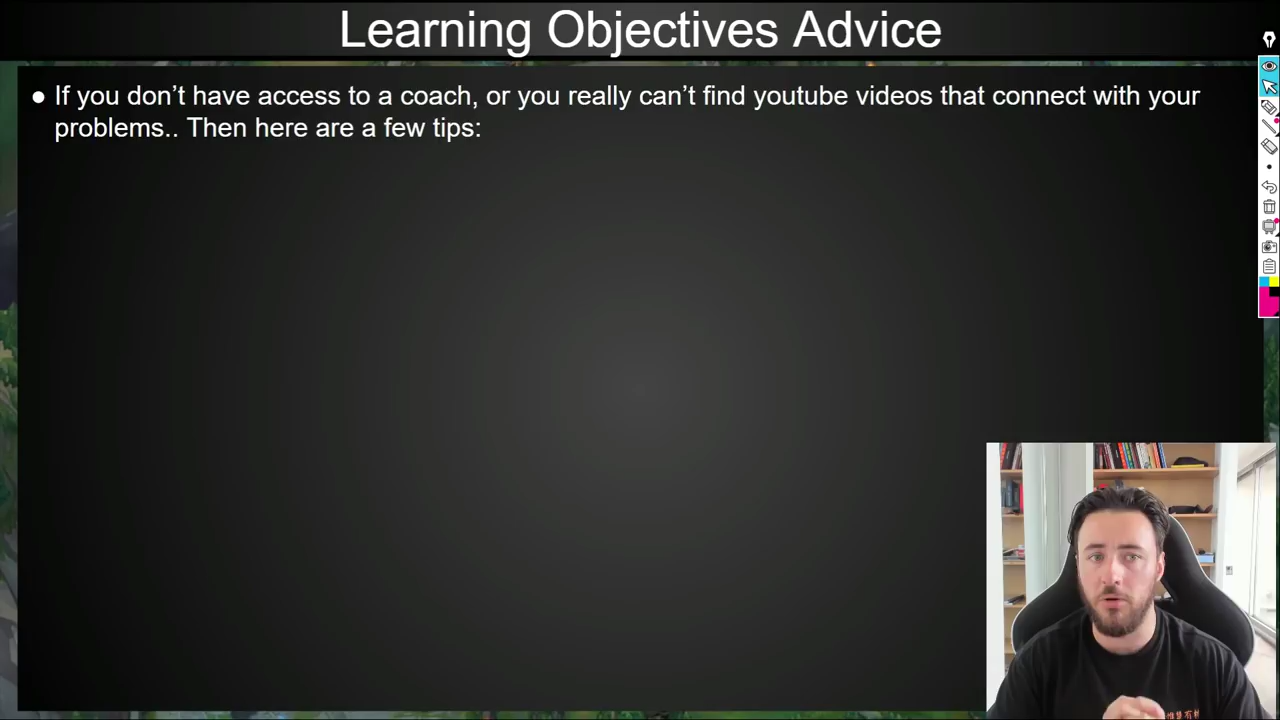 Learning Objectives Advice
● If you don’t have access to a coach, or you really can’t find youtube videos that connect with your
problems.. Then here are a few tips: